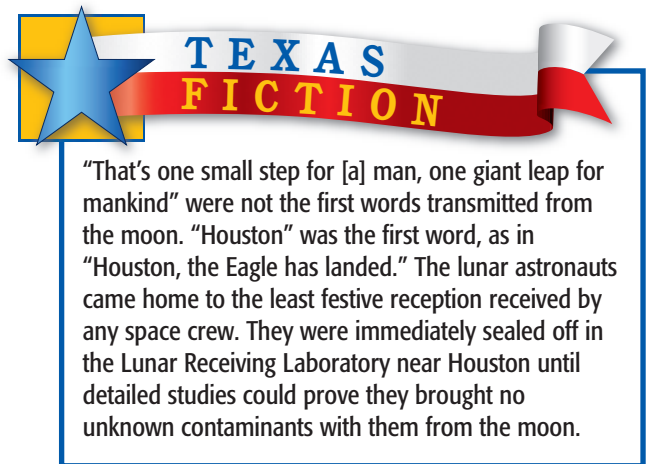 TEXAS
FICTION
“That’s one small step for [a] man, one giant leap for
mankind” were not the first words transmitted from
the moon. “Houston” was the first word, as in
“Houston, the Eagle has landed.” The lunar astronauts
came home to the least festive reception received by
any space crew. They were immediately sealed off in
the Lunar Receiving Laboratory near Houston until
detailed studies could prove they brought no
unknown contaminants with them from the moon.